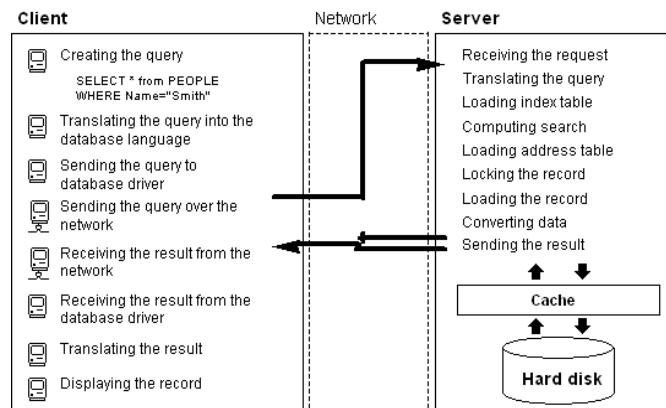 Client
Network
Server
Creating the query
SELECT * from PEOPLE
WHERE Name="Smith"
Translating the query into the
database language
Sending the query to
database driver
Sending the query over the
network
Receiving the result from the
network
Receiving the result from the
database driver
Translating the result
Displaying the record
Receiving the request
Translating the query
Loading index table
Computing search
Loading address table
Locking the record
Loading the record
Converting data
Sending the result
Cache
Hard disk